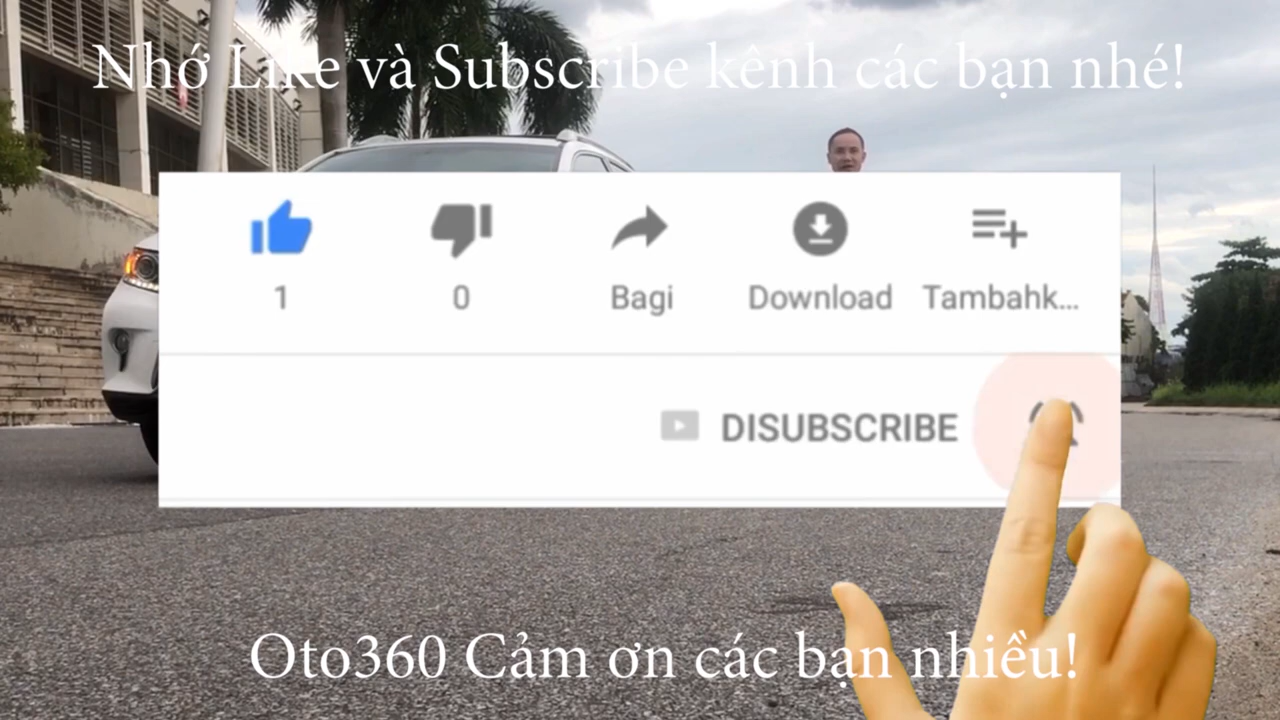 Nhớ Like và Subscribe kênh các bạn nhé!
1 0 Bagi Download Tambahk...
DISUBSCRIBE
Oto360 Cảm ơn các bạn nhiều!